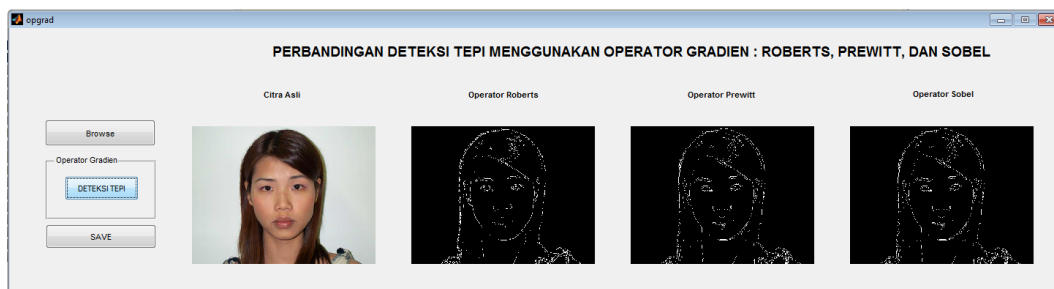 opgrad
PERBANDINGAN DETEKSI TEPI MENGGUNAKAN OPERATOR GRADIEN : ROBERTS, PREWITT, DAN SOBEL
Citra Asli
Operator Roberts
Operator Prewitt
Operator Sobel
Browse
Operator Gradien
DETEKSI TEPI
SAVE